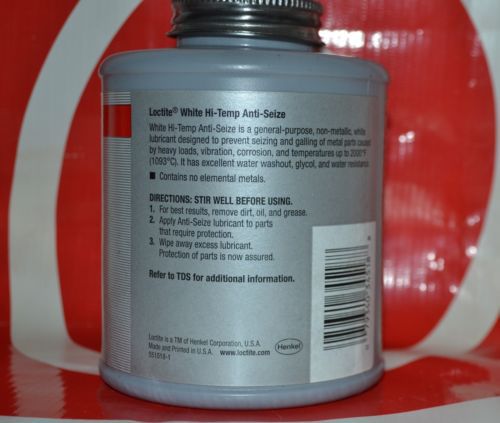 Loctite® White Hi-Temp Anti-Seize
White Hi-Temp Anti-Seize is a general-purpose, non-metallic, white
lubricant designed to prevent seizing and galling of metal parts caused
by heavy loads, vibration, corrosion, and temperatures up to 2000°F
(1093°C). It has excellent water washout, glycol, and water resistance.
■ Contains no elemental metals.
DIRECTIONS: STIR WELL BEFORE USING.
1. For best results, remove dirt, oil, and grease.
2. Apply Anti-Seize lubricant to parts
that require protection.
3. Wipe away excess lubricant.
Protection of parts is now assured.
Refer to TDS for additional information.
Loctite is a TM of Henkel Corporation, U.S.A.
Made and Printed in U.S.A. www.loctite.com
551018-1
Henkel